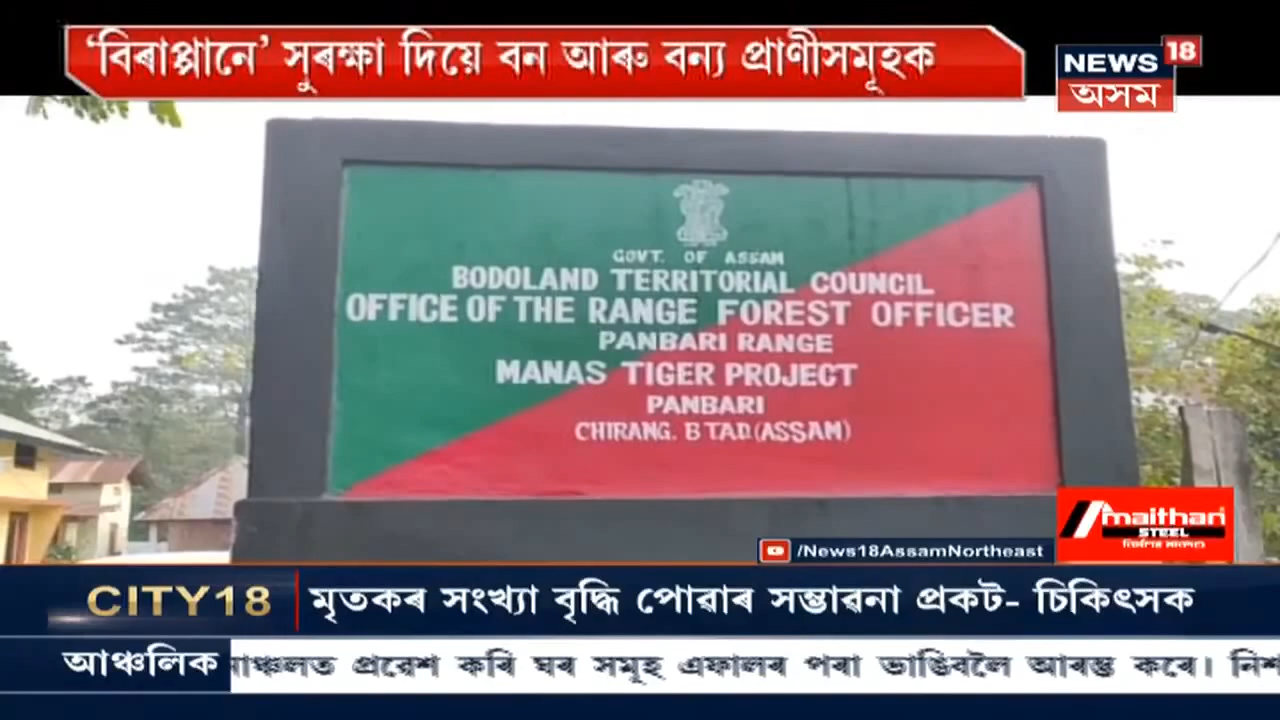 ‘বিৰাপ্পানে’ সুৰক্ষা দিয়ে বন আৰু বন্য প্ৰাণীসমূহক
NEWS 18
অসম
GOVT. OF ASSAM
BODOLAND TERRITORIAL COUNCIL
OFFICE OF THE RANGE FOREST OFFICER
PANBARI RANGE
MANAS TIGER PROJECT
PANBARI
CHIRANG. BTAD.(ASSAM)
maithan
STEEL
/News18AssamNortheast
CITY18 মৃতকৰ সংখ্যা বৃদ্ধি পোৱাৰ সম্ভাৱনা প্ৰকট- চিকিৎসক
আঞ্চলিক প্ৰৱেশ কৰি ঘৰ সমূহ এফালৰ পৰা ভাঙিবলৈ আৰম্ভ কৰে।